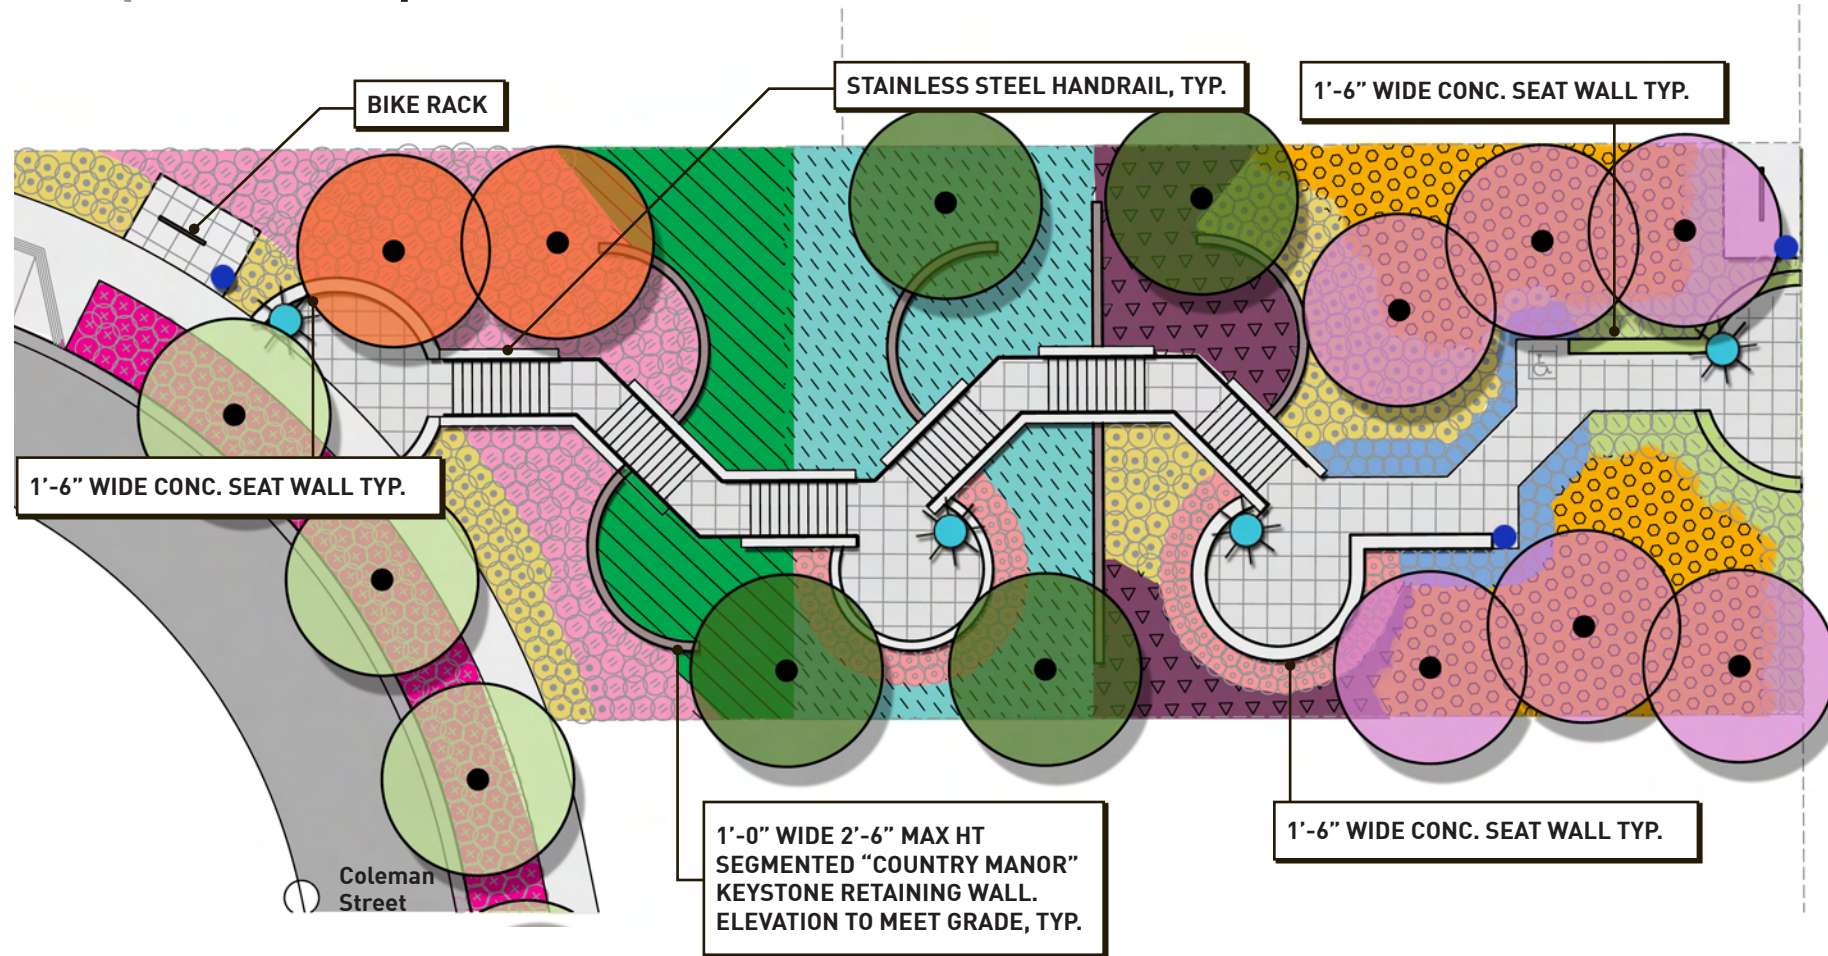 BIKE RACK
STAINLESS STEEL HANDRAIL, TYP.
1’-6” WIDE CONC. SEAT WALL TYP.
1’-6” WIDE CONC. SEAT WALL TYP.
1’-0” WIDE 2’-6” MAX HT
SEGMENTED “COUNTRY MANOR”
KEYSTONE RETAINING WALL.
ELEVATION TO MEET GRADE, TYP.
1’-6” WIDE CONC. SEAT WALL TYP.
Coleman
Street